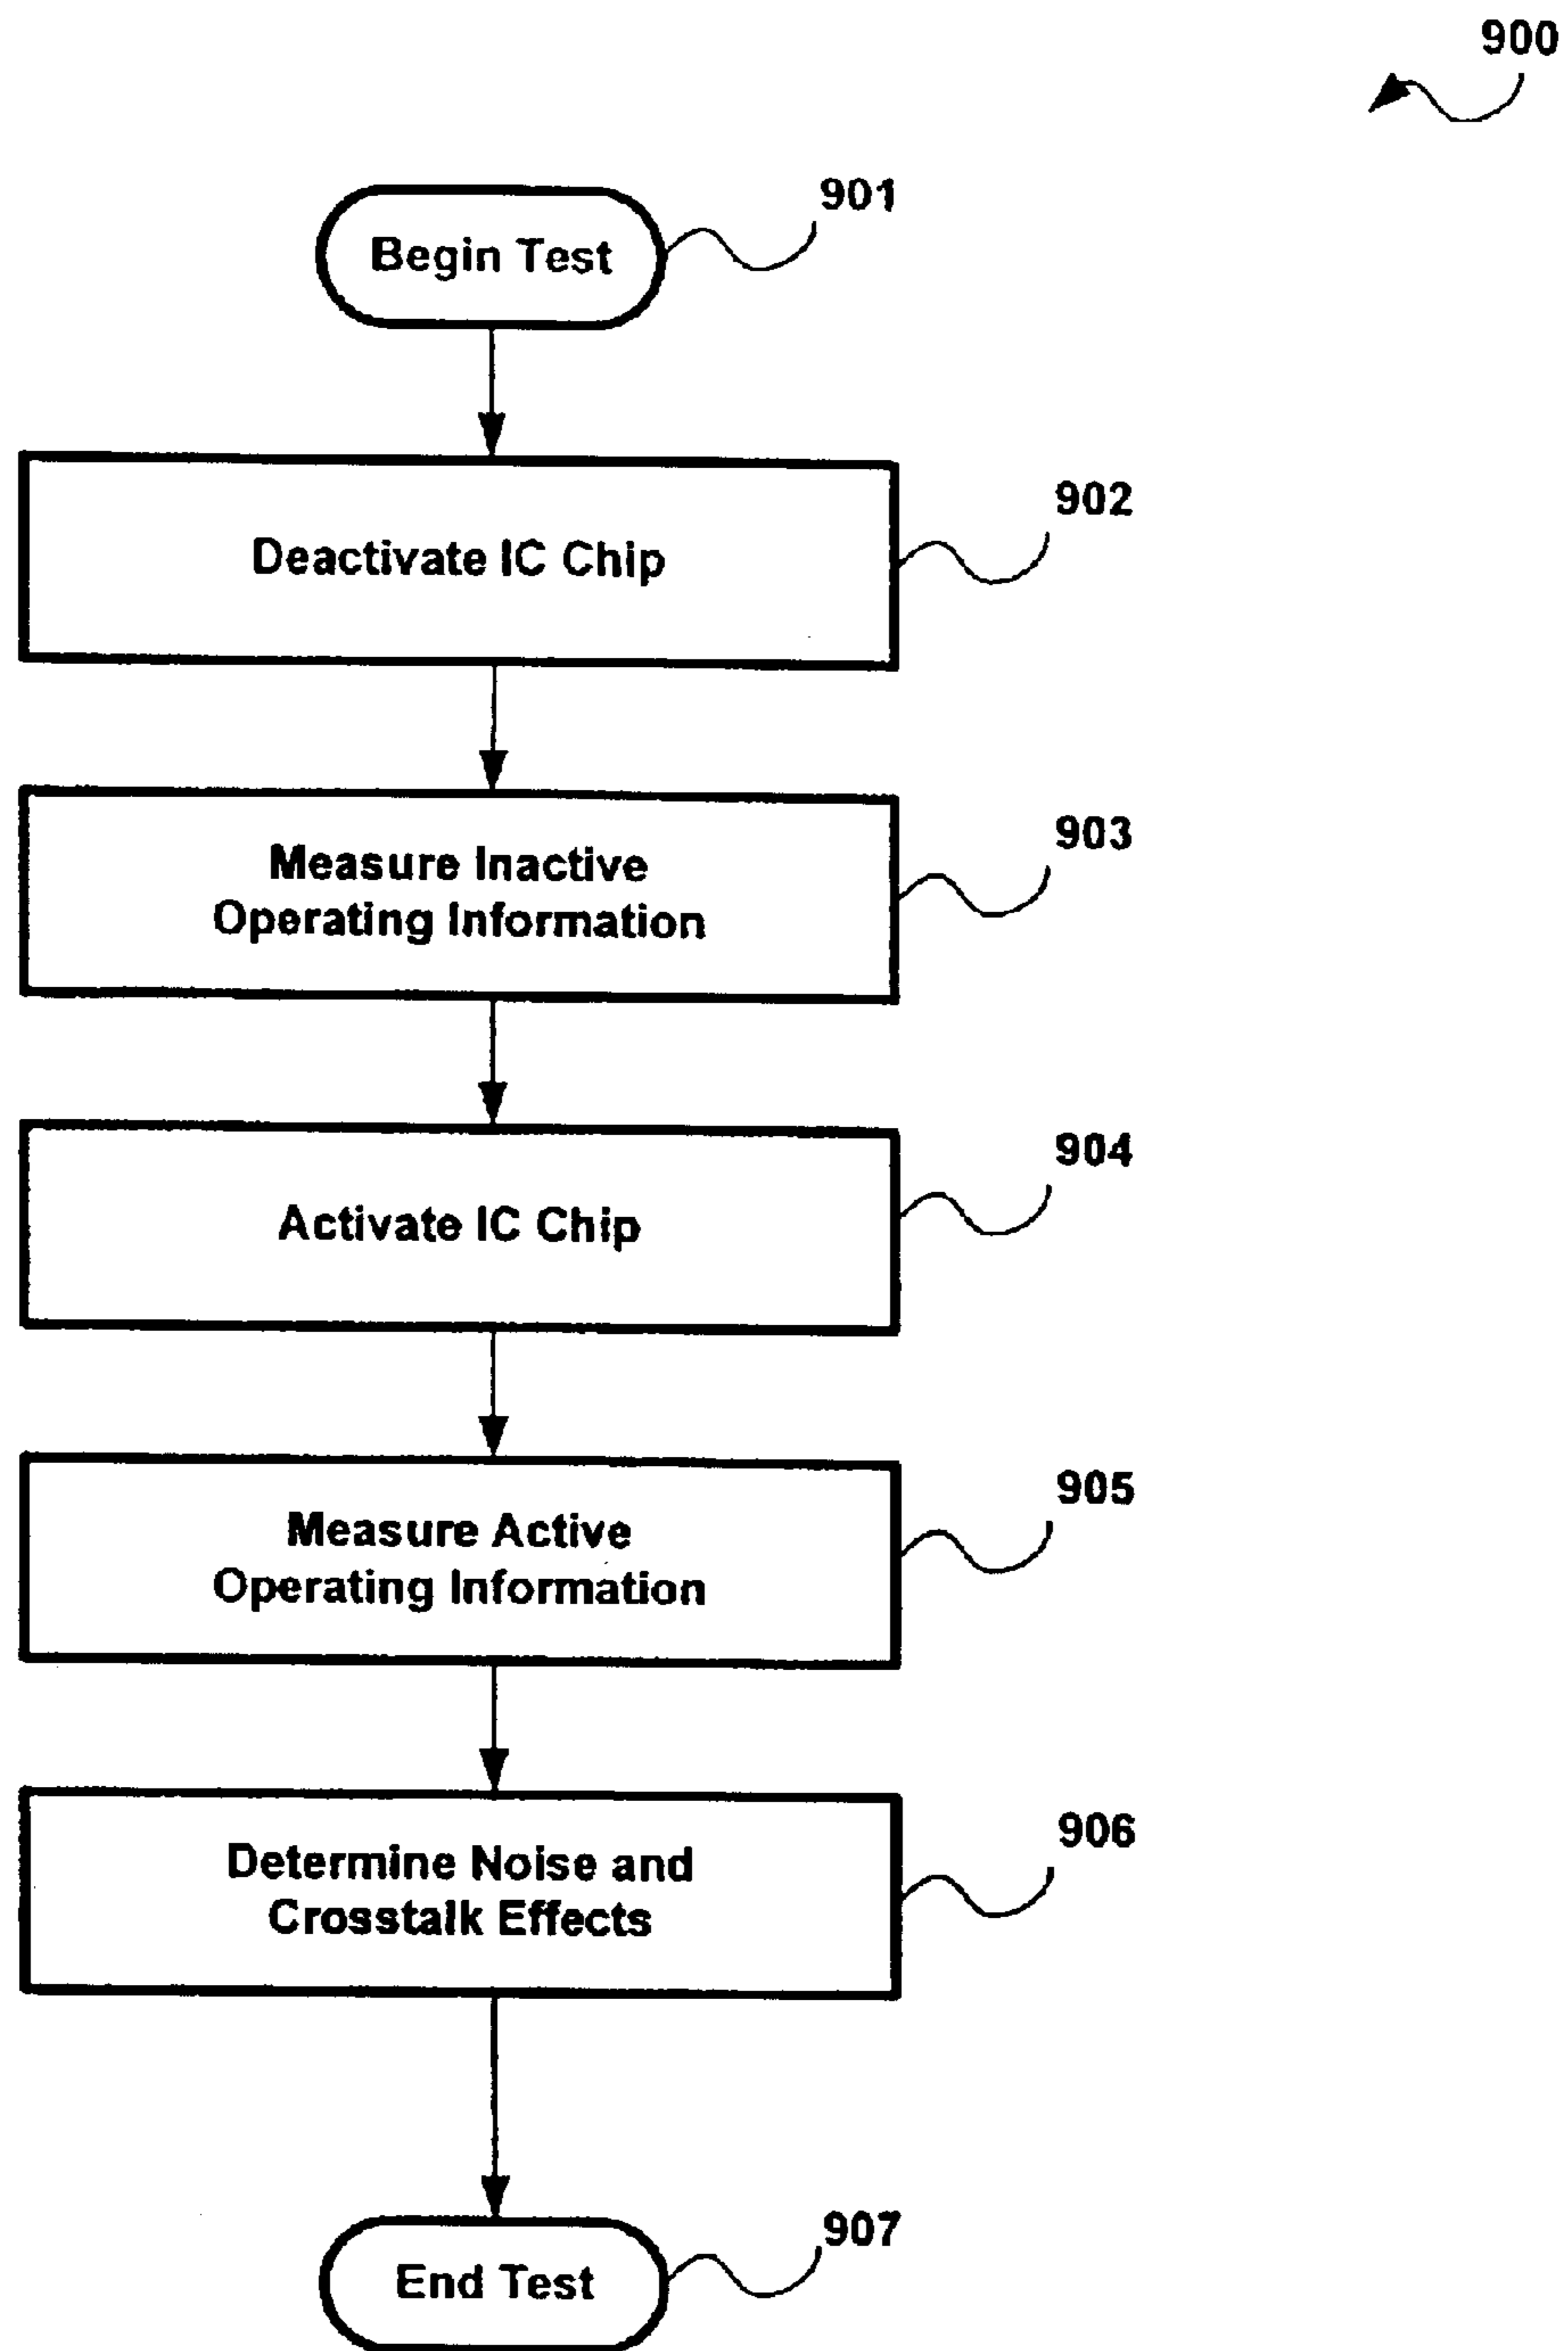 900
901
Begin Test
902
Deactivate IC Chip
903
Measure Inactive
Operating Information
904
Activate IC Chip
905
Measure Active
Operating Information
906
Determine Noise and
Crosstalk Effects
907
End Test